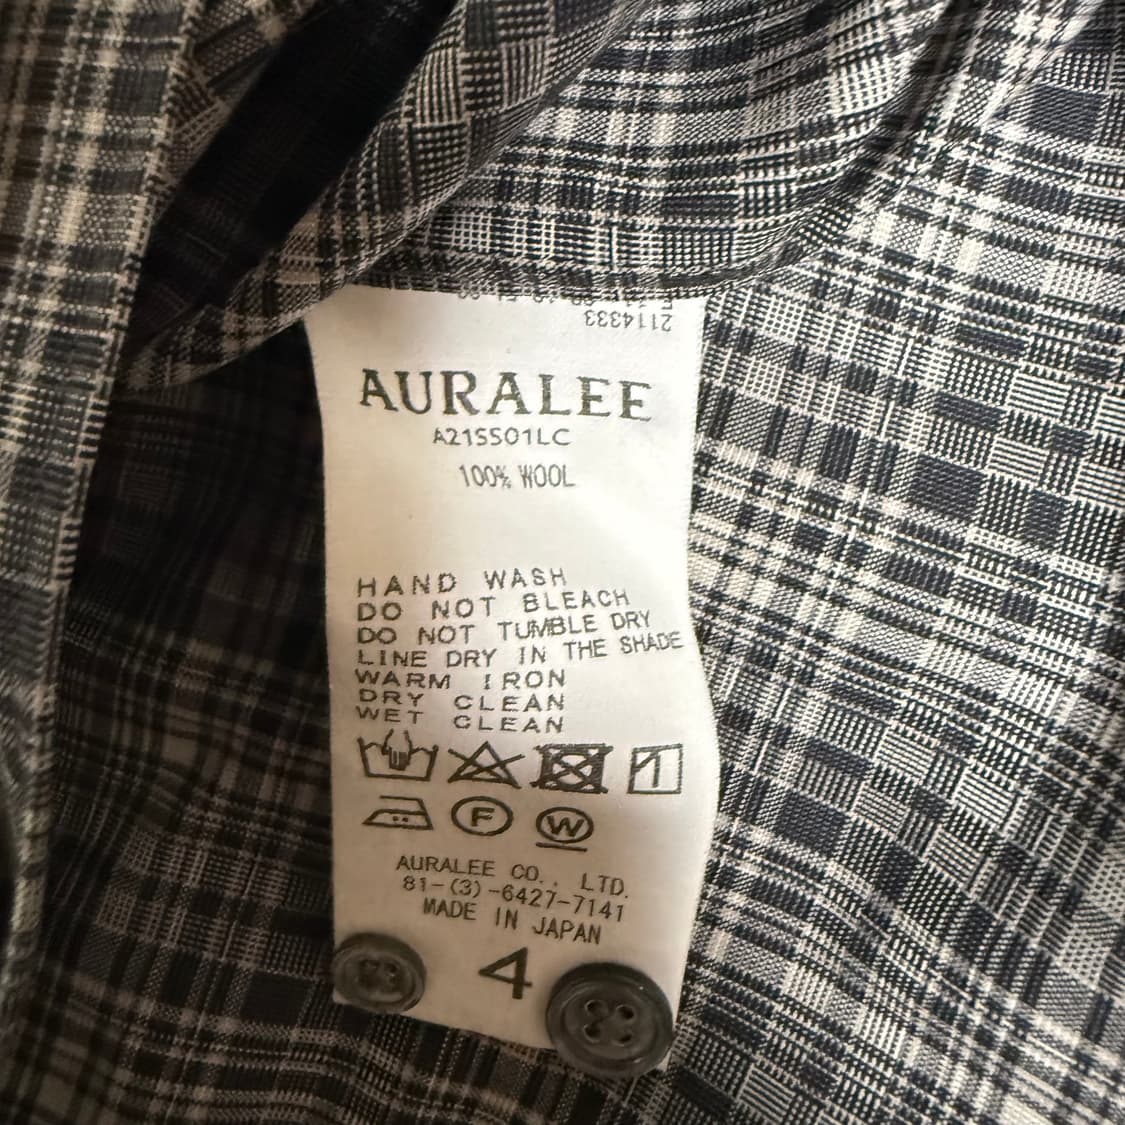 2114333
AURALEE
A21SS01LC
100% WOOL
HAND WASH
DO NOT BLEACH
DO NOT TUMBLE DRY
LINE DRY IN THE SHADE
WARM IRON
DRY CLEAN
WET CLEAN
F W
AURALEE CO., LTD.
81-(3)-6427-7141
MADE IN JAPAN
4